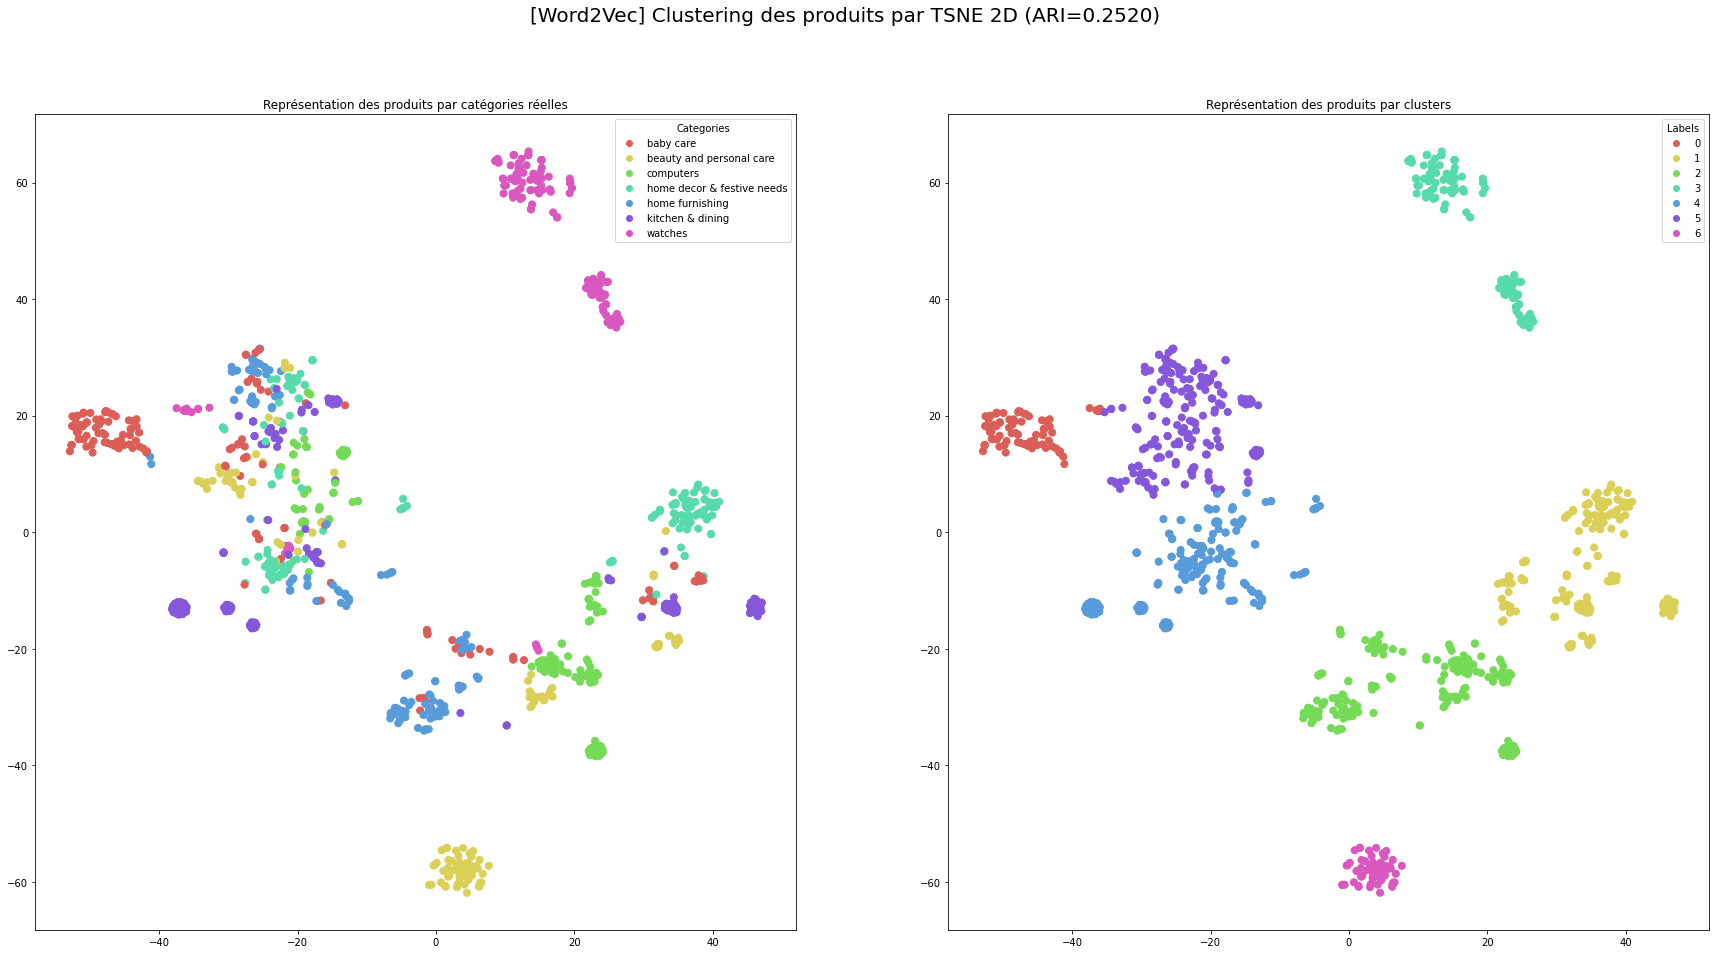 [Word2Vec] Clustering des produits par TSNE 2D (ARI=0.2520)
Représentation des produits par catégories réelles
Categories
baby care
beauty and personal care
computers
home decor & festive needs
home furnishing
kitchen & dining
watches
60
40
20
0
−20
−40
−60
−40
−20
0
20
40
Représentation des produits par clusters
Labels
0
1
2
3
4
5
6
60
40
20
0
−20
−40
−60
−40
−20
0
20
40